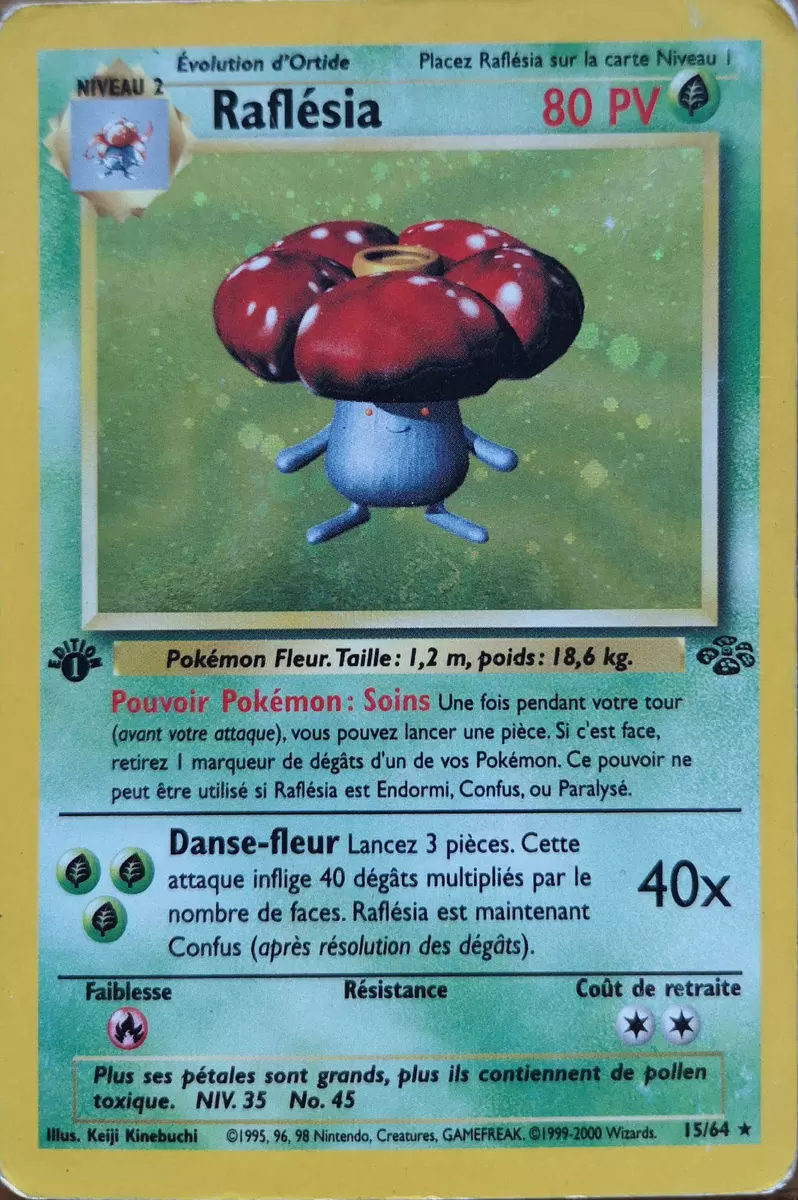 Évolution d'Ortide
Placez Raflésia sur la carte Niveau 1
NIVEAU 2
Raflésia
80 PV
EDITION
1
Pokémon Fleur. Taille : 1,2 m, poids : 18,6 kg.
Pouvoir Pokémon : Soins Une fois pendant votre tour
(avant votre attaque), vous pouvez lancer une pièce. Si c'est face,
retirez 1 marqueur de dégâts d'un de vos Pokémon. Ce pouvoir ne
peut être utilisé si Raflésia est Endormi, Confus, ou Paralysé.
Danse-fleur Lancez 3 pièces. Cette
attaque inflige 40 dégâts multipliés par le
nombre de faces. Raflésia est maintenant
Confus (après résolution des dégâts).
40x
Faiblesse
Résistance
Coût de retraite
Plus ses pétales sont grands, plus ils contiennent de pollen
toxique. NIV. 35 No. 45
Illus. Keiji Kinebuchi
©1995, 96, 98 Nintendo, Creatures, GAMEFREAK. ©1999-2000 Wizards.
15/64 ★